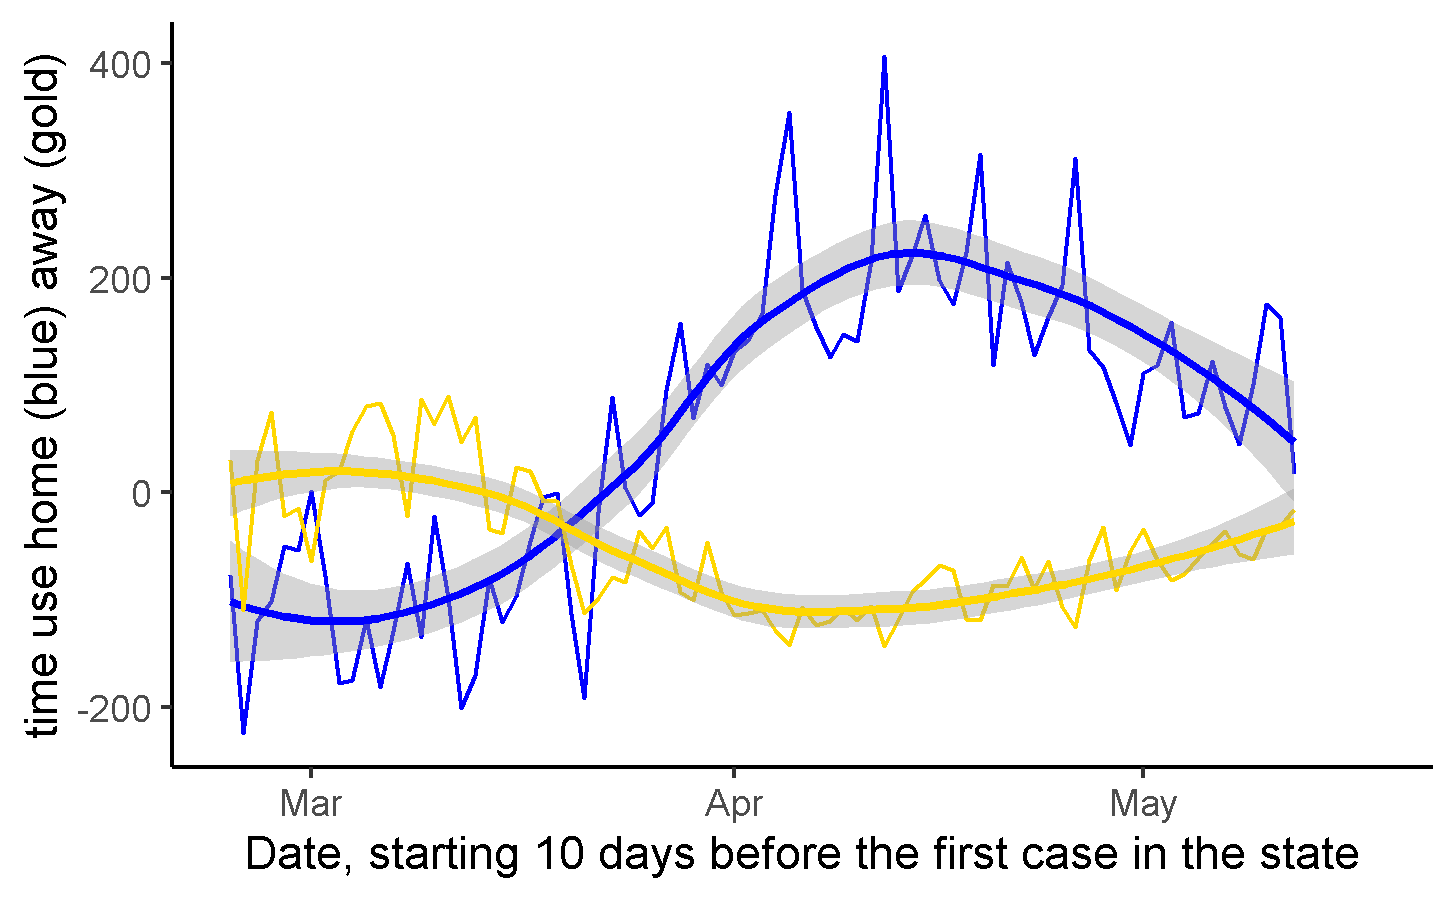 time use home (blue) away (gold)
400
200
0
-200
Mar Apr May
Date, starting 10 days before the first case in the state